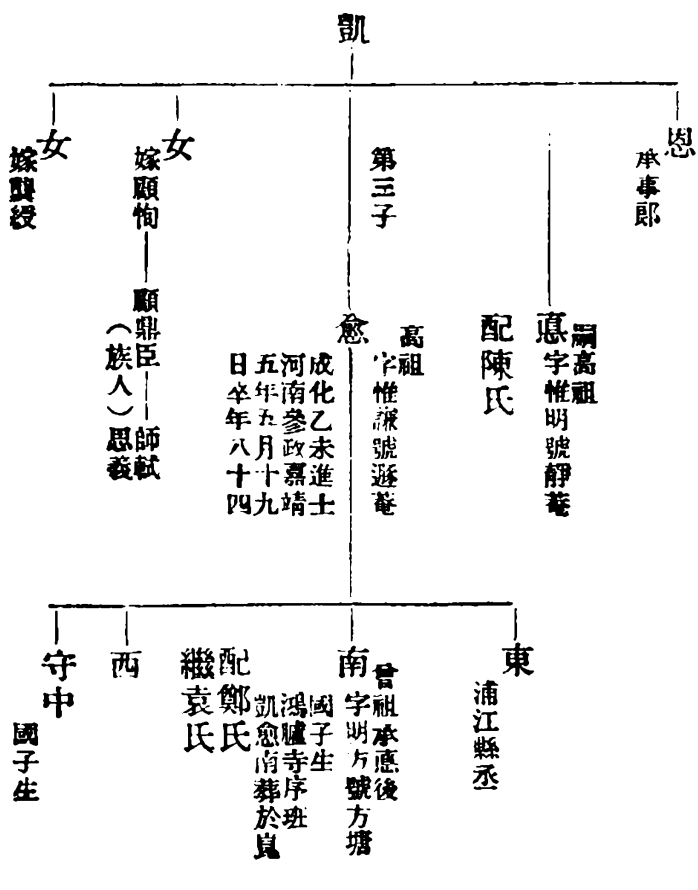 凱
恩
承事郎
嗣高祖
悳字惟明號靜菴
配陳氏
第三子
高祖
愈字惟謙號遯菴
成化乙未進士
河南參政嘉靖
五年五月十九
日卒年八十四
女
嫁顧恂——顧鼎臣——師軾
(族人)思義
女
嫁龔綬
東
浦江縣丞
曾祖承悳後
南字明方號方塘
國子生
鴻臚寺序班
凱愈南葬於崑
配鄭氏
繼袁氏
西
守中
國子生